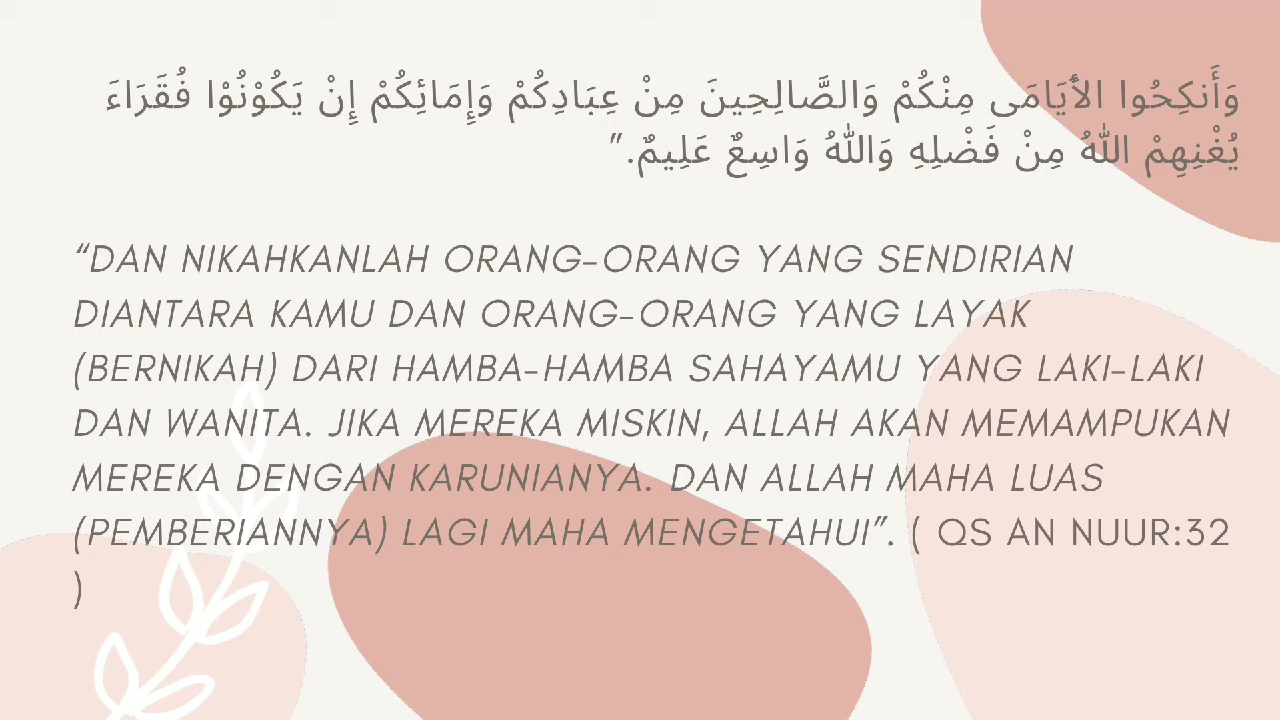 وَأَنكِحُوا الأَيَامَى مِنْكُمْ وَالصَّالِحِينَ مِنْ عِبَادِكُمْ وَإِمَائِكُمْ إِنْ يَكُوْنُوْا فُقَرَاءَ
يُغْنِهِمْ اللهُ مِنْ فَضْلِهِ وَاللهُ وَاسِعٌ عَلِيمٌ.”
“DAN NIKAHKANLAH ORANG-ORANG YANG SENDIRIAN
DIANTARA KAMU DAN ORANG-ORANG YANG LAYAK
(BERNIKAH) DARI HAMBA-HAMBA SAHAYAMU YANG LAKI-LAKI
DAN WANITA. JIKA MEREKA MISKIN, ALLAH AKAN MEMAMPUKAN
MEREKA DENGAN KARUNIANYA. DAN ALLAH MAHA LUAS
(PEMBERIANNYA) LAGI MAHA MENGETAHUI”. ( QS AN NUUR:32
)